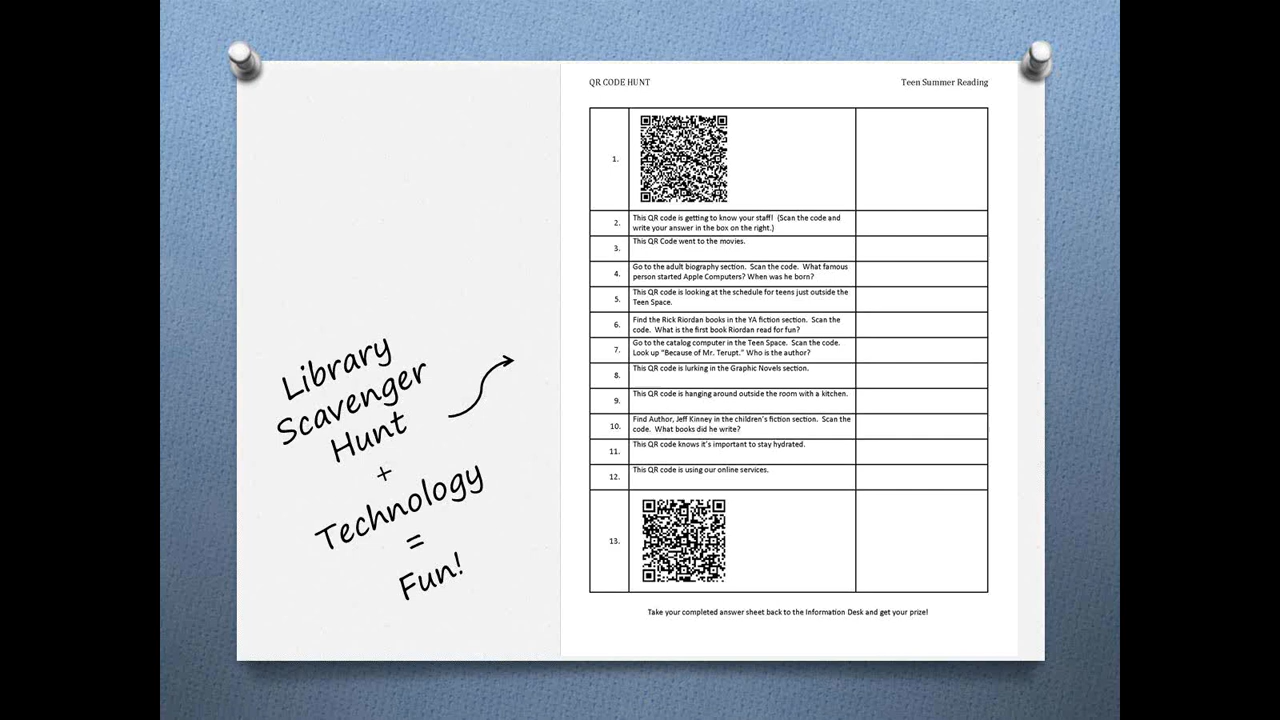 Library
Scavenger
Hunt
+
Technology
=
Fun!
QR CODE HUNT Teen Summer Reading
1.
2. This QR code is getting to know your staff! (Scan the code and
write your answer in the box on the right.)
3. This QR Code went to the movies.
4. Go to the adult biography section. Scan the code. What famous
person started Apple Computers? When was he born?
5. This QR code is looking at the schedule for teens just outside the
Teen Space.
6. Find the Rick Riordan books in the YA fiction section. Scan the
code. What is the first book Riordan read for fun?
7. Go to the catalog computer in the Teen Space. Scan the code.
Look up "Because of Mr. Terupt." Who is the author?
8. This QR code is lurking in the Graphic Novels section.
9. This QR code is hanging around outside the room with a kitchen.
10. Find Author, Jeff Kinney in the children's fiction section. Scan the
code. What books did he write?
11. This QR code knows it's important to stay hydrated.
12. This QR code is using our online services.
13.
Take your completed answer sheet back to the Information Desk and get your prize!